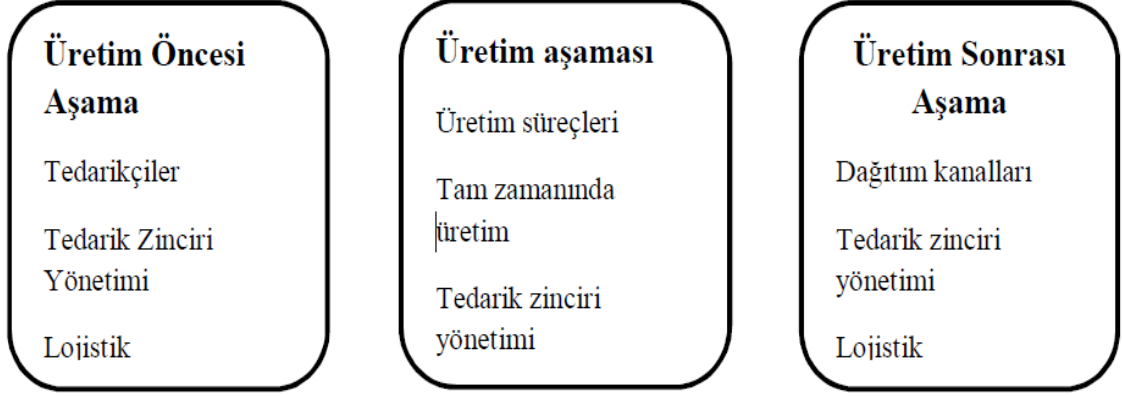 Üretim Öncesi
Aşama
Tedarikçiler
Tedarik Zinciri
Yönetimi
Lojistik
Üretim aşaması
Üretim süreçleri
Tam zamanında
üretim
Tedarik zinciri
yönetimi
Üretim Sonrası
Aşama
Dağıtım kanalları
Tedarik zinciri
yönetimi
Lojistik